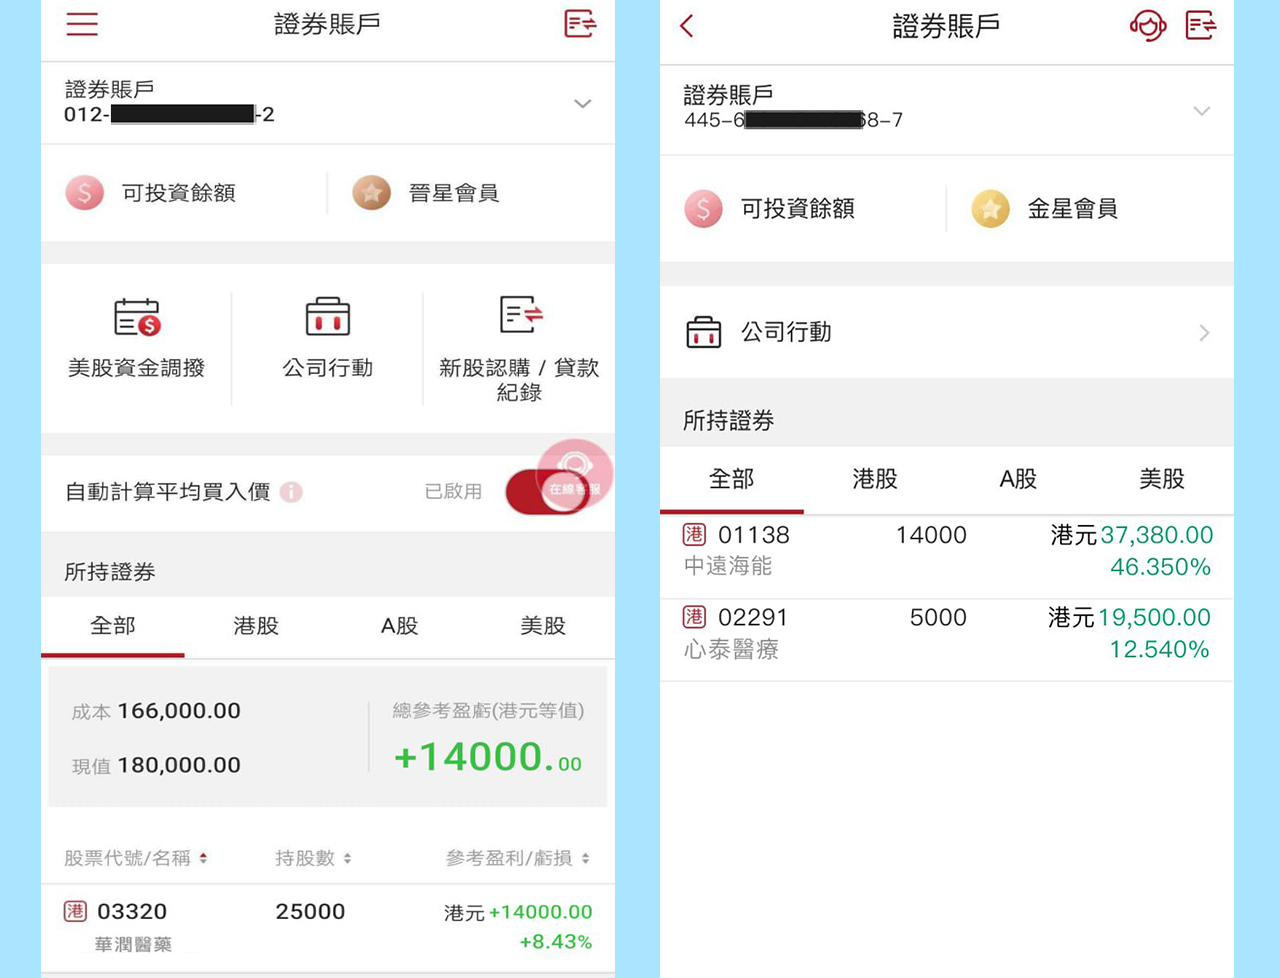 證券賬戶
證券賬戶
012-
-2
可投資餘額
晉星會員
美股資金調撥
公司行動
新股認購 / 貸款
紀錄
自動計算平均買入價
已啟用
在線客服
所持證券
全部
港股
A股
美股
成本 166,000.00
總參考盈虧(港元等值)
+14000.00
現值 180,000.00
股票代號/名稱
持股數
參考盈利/虧損
港 03320
25000
港元 +14000.00
華潤醫藥
+8.43%
證券賬戶
證券賬戶
445-6
68-7
可投資餘額
金星會員
公司行動
所持證券
全部
港股
A股
美股
港 01138
14000
港元 37,380.00
中遠海能
46.350%
港 02291
5000
港元 19,500.00
心泰醫療
12.540%